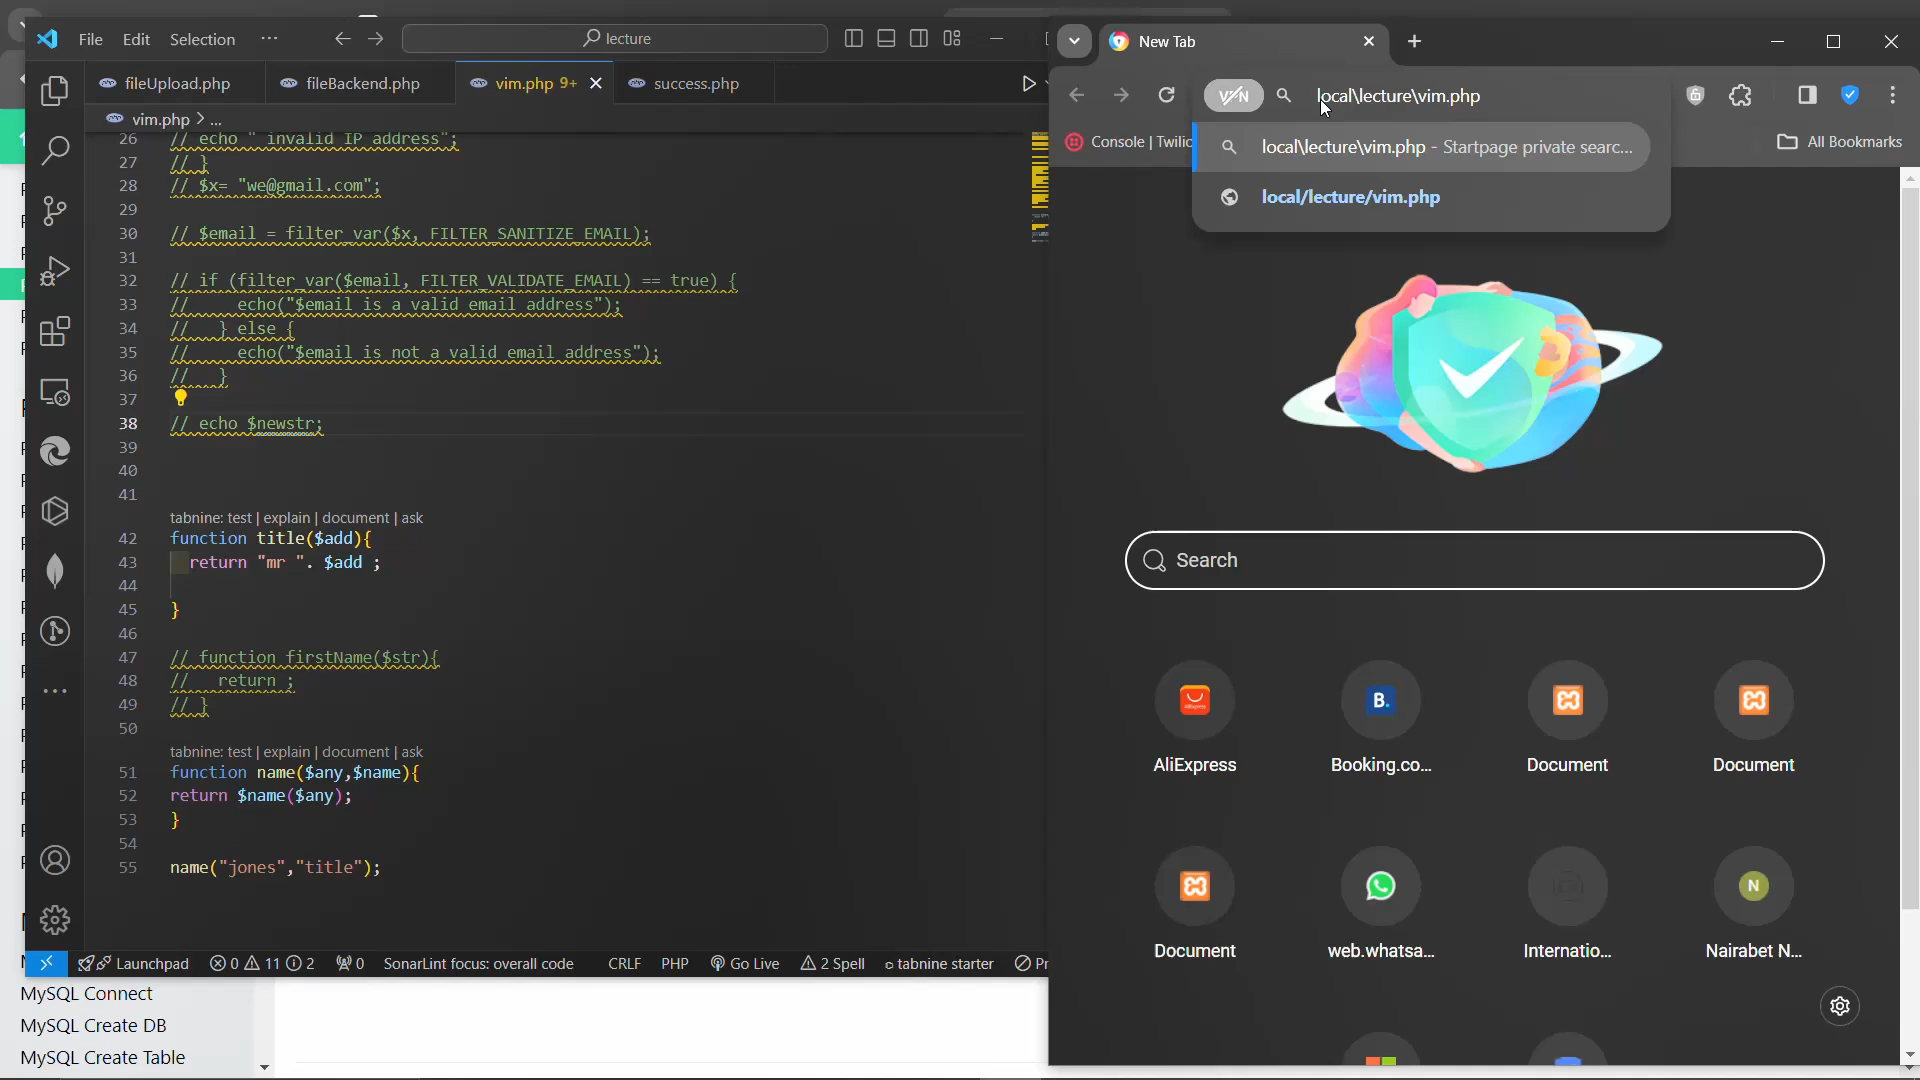 File Edit Selection ···
lecture
fileUpload.php
fileBackend.php
vim.php 9+
success.php
vim.php > ...
26 // echo " invalid IP address";
27 // }
28 // $x= "we@gmail.com";
29
30 // $email = filter_var($x, FILTER_SANITIZE_EMAIL);
31
32 // if (filter_var($email, FILTER_VALIDATE_EMAIL) == true) {
33 //     echo("$email is a valid email address");
34 //   } else {
35 //     echo("$email is not a valid email address");
36 //   }
37
38 // echo $newstr;
39
40
41
tabnine: test | explain | document | ask
42 function title($add){
43   return "mr ". $add ;
44
45 }
46
47 // function firstName($str){
48 //   return ;
49 // }
50
tabnine: test | explain | document | ask
51 function name($any,$name){
52 return $name($any);
53 }
54
55 name("jones","title");
Launchpad 0 11 2 0 SonarLint focus: overall code CRLF PHP Go Live 2 Spell tabnine starter Pr
MySQL Connect
MySQL Create DB
MySQL Create Table
New Tab
VPN local\lecture\vim.php
local\lecture\vim.php - Startpage private searc...
local/lecture/vim.php
Console | Twilio
All Bookmarks
Search
AliExpress
B.
Booking.co...
Document
Document
Document
web.whatsa...
Internatio...
N
Nairabet N...